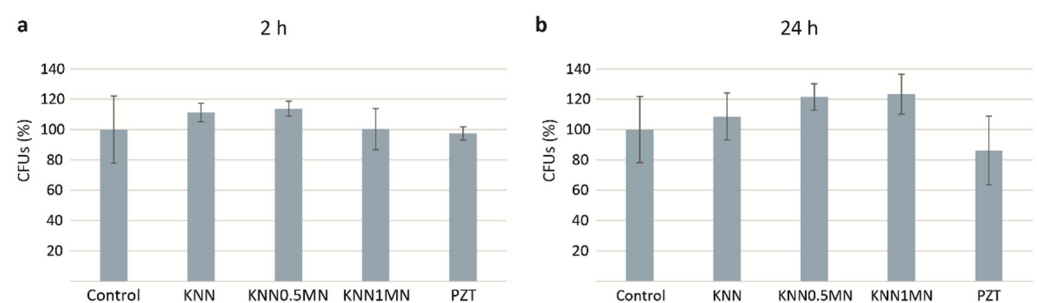 a
2 h
CFUs (%)
140
120
100
80
60
40
20
Control KNN KNN0.5MN KNN1MN PZT
b
24 h
CFUs (%)
140
120
100
80
60
40
20
Control KNN KNN0.5MN KNN1MN PZT